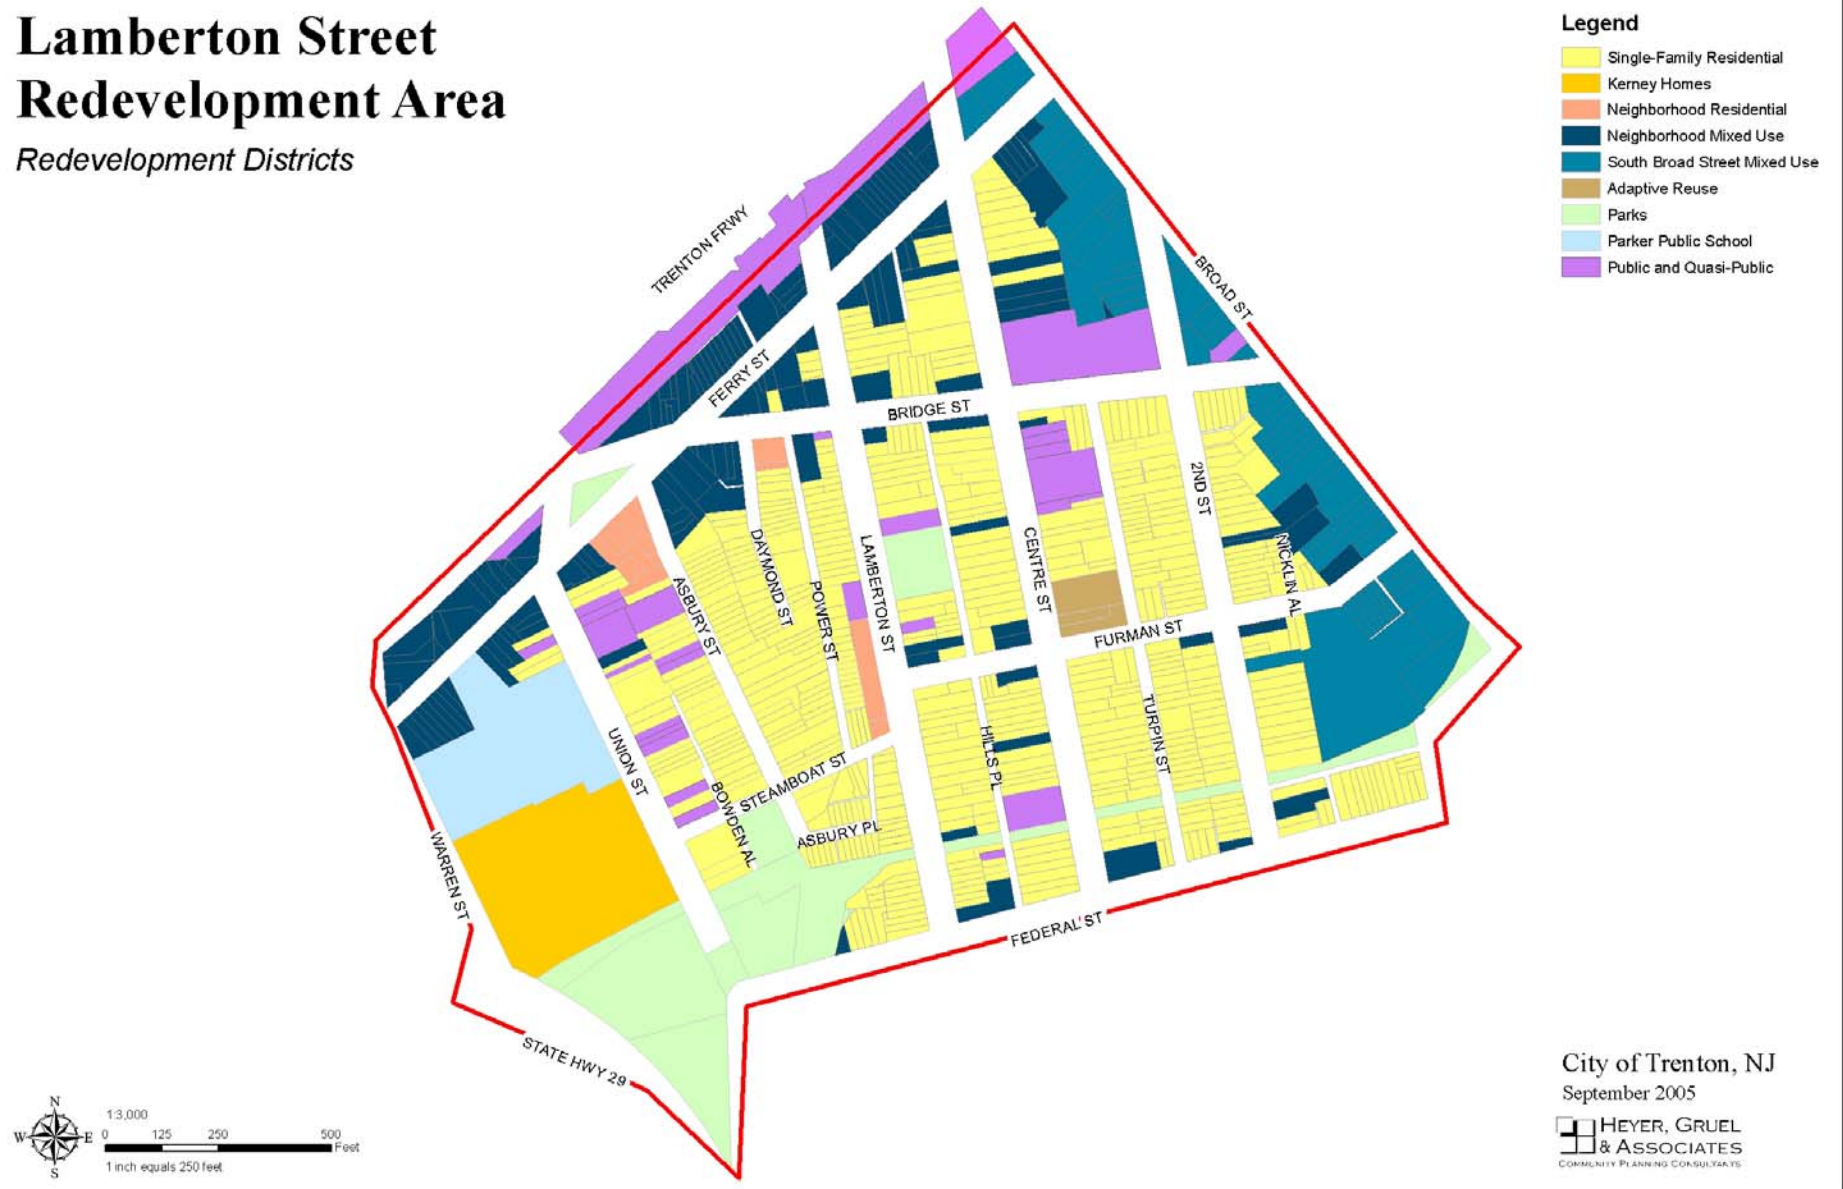 Lamberton Street
Redevelopment Area
Redevelopment Districts
Legend
Single-Family Residential
Kerney Homes
Neighborhood Residential
Neighborhood Mixed Use
South Broad Street Mixed Use
Adaptive Reuse
Parks
Parker Public School
Public and Quasi-Public
TRENTON FRWY
BROAD ST
FERRY ST
BRIDGE ST
2ND ST
DAYMOND ST
LAMBERTON ST
CENTRE ST
NICKLIN AL
ASBURY ST
POWER ST
FURMAN ST
UNION ST
TURPIN ST
HILLS PL
STEAMBOAT ST
BOWDEN AL
ASBURY PL
WARREN ST
FEDERAL ST
STATE HWY 29
N
W
E
S
1:3,000
0 125 250 500
Feet
1 inch equals 250 feet
City of Trenton, NJ
September 2005
HEYER, GRUEL
& ASSOCIATES
COMMUNITY PLANNING CONSULTANTS